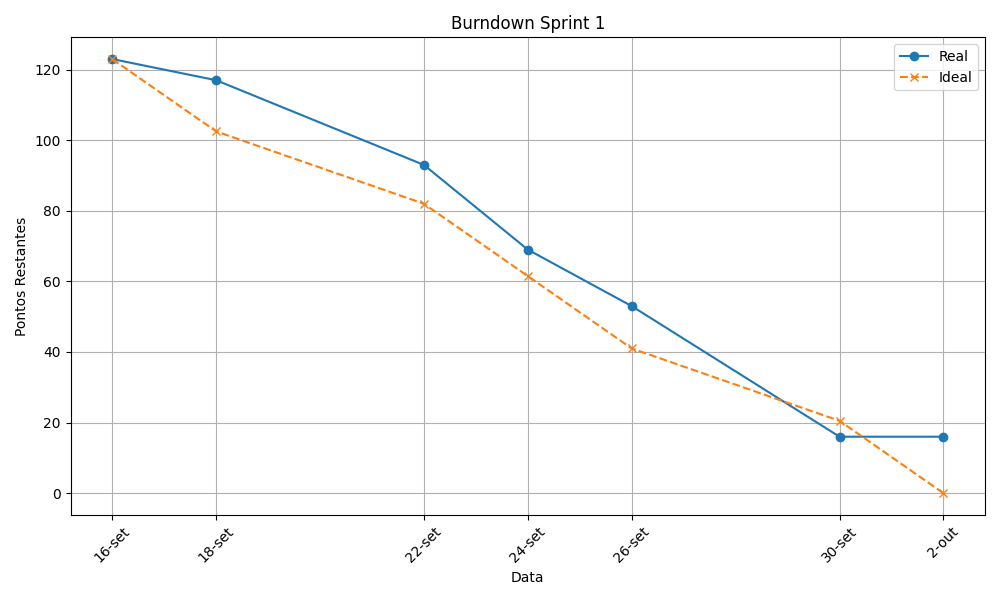 Burndown Sprint 1
Real
Ideal
Pontos Restantes
120
100
80
60
40
20
0
16-set
18-set
22-set
24-set
26-set
30-set
2-out
Data